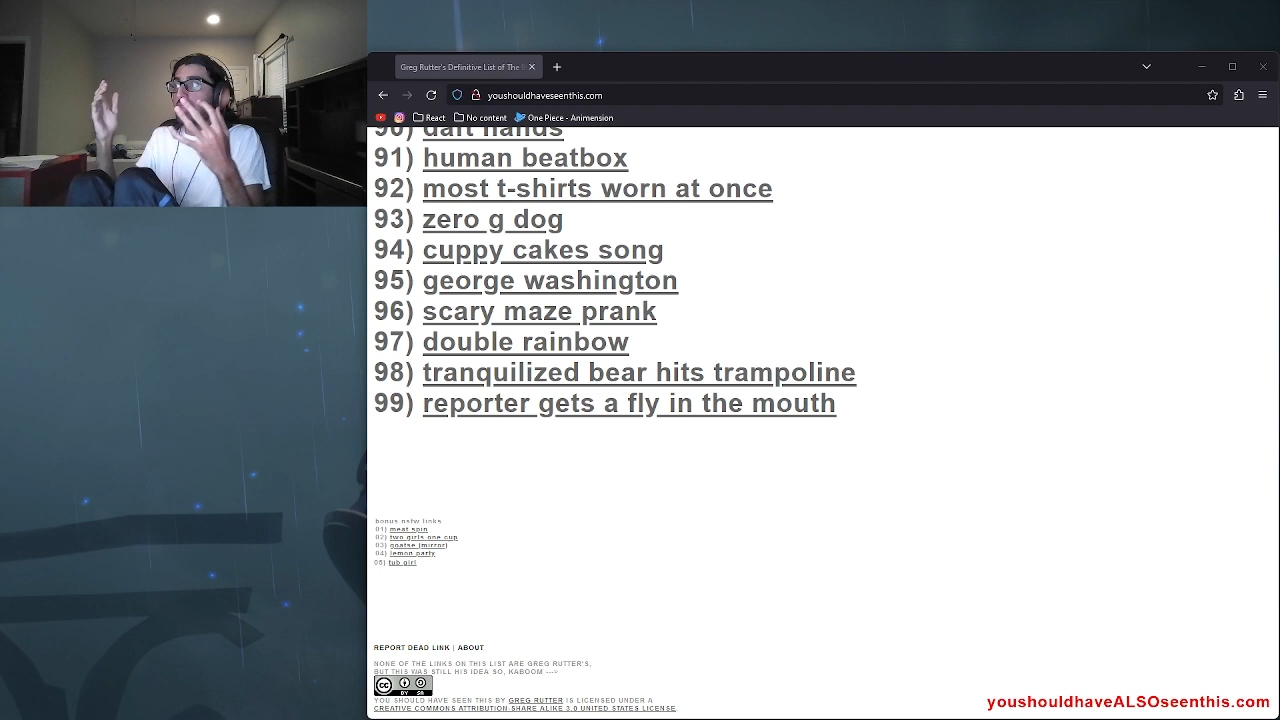 Greg Rutter's Definitive List of The
youshouldhaveseenthis.com
React
No content
One Piece - Animension
90) daft hands
91) human beatbox
92) most t-shirts worn at once
93) zero g dog
94) cuppy cakes song
95) george washington
96) scary maze prank
97) double rainbow
98) tranquilized bear hits trampoline
99) reporter gets a fly in the mouth
bonus nsfw links
01) meat spin
02) two girls one cup
03) goatse (mirror)
04) lemon party
05) tub girl
REPORT DEAD LINK | ABOUT
NONE OF THE LINKS ON THIS LIST ARE GREG RUTTER'S,
BUT THIS WAS STILL HIS IDEA SO, KABOOM --->
CC BY SA
YOU SHOULD HAVE SEEN THIS BY GREG RUTTER IS LICENSED UNDER A
CREATIVE COMMONS ATTRIBUTION-SHARE ALIKE 3.0 UNITED STATES LICENSE
youshouldhaveALSOseenthis.com